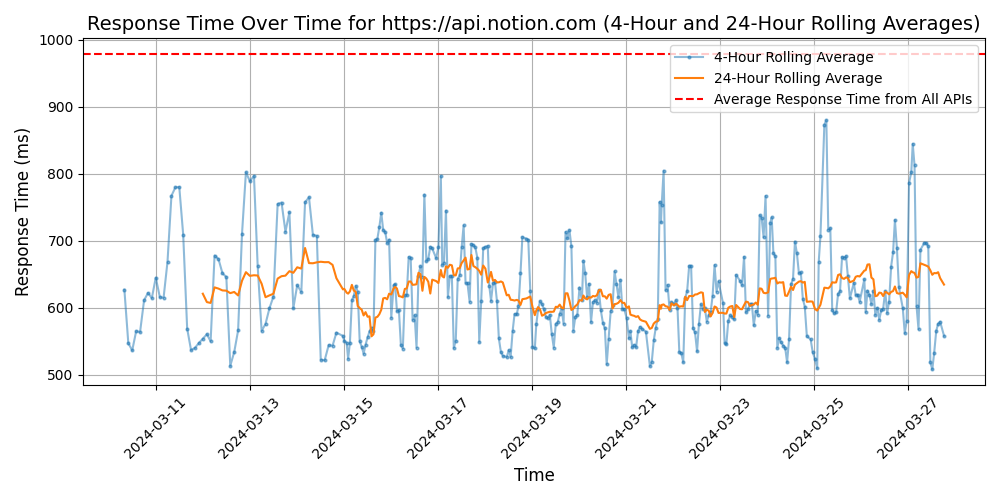 Response Time Over Time for https://api.notion.com (4-Hour and 24-Hour Rolling Averages)
4-Hour Rolling Average
24-Hour Rolling Average
Average Response Time from All APIs
Response Time (ms)
1000
900
800
700
600
500
2024-03-11
2024-03-13
2024-03-15
2024-03-17
2024-03-19
2024-03-21
2024-03-23
2024-03-25
2024-03-27
Time